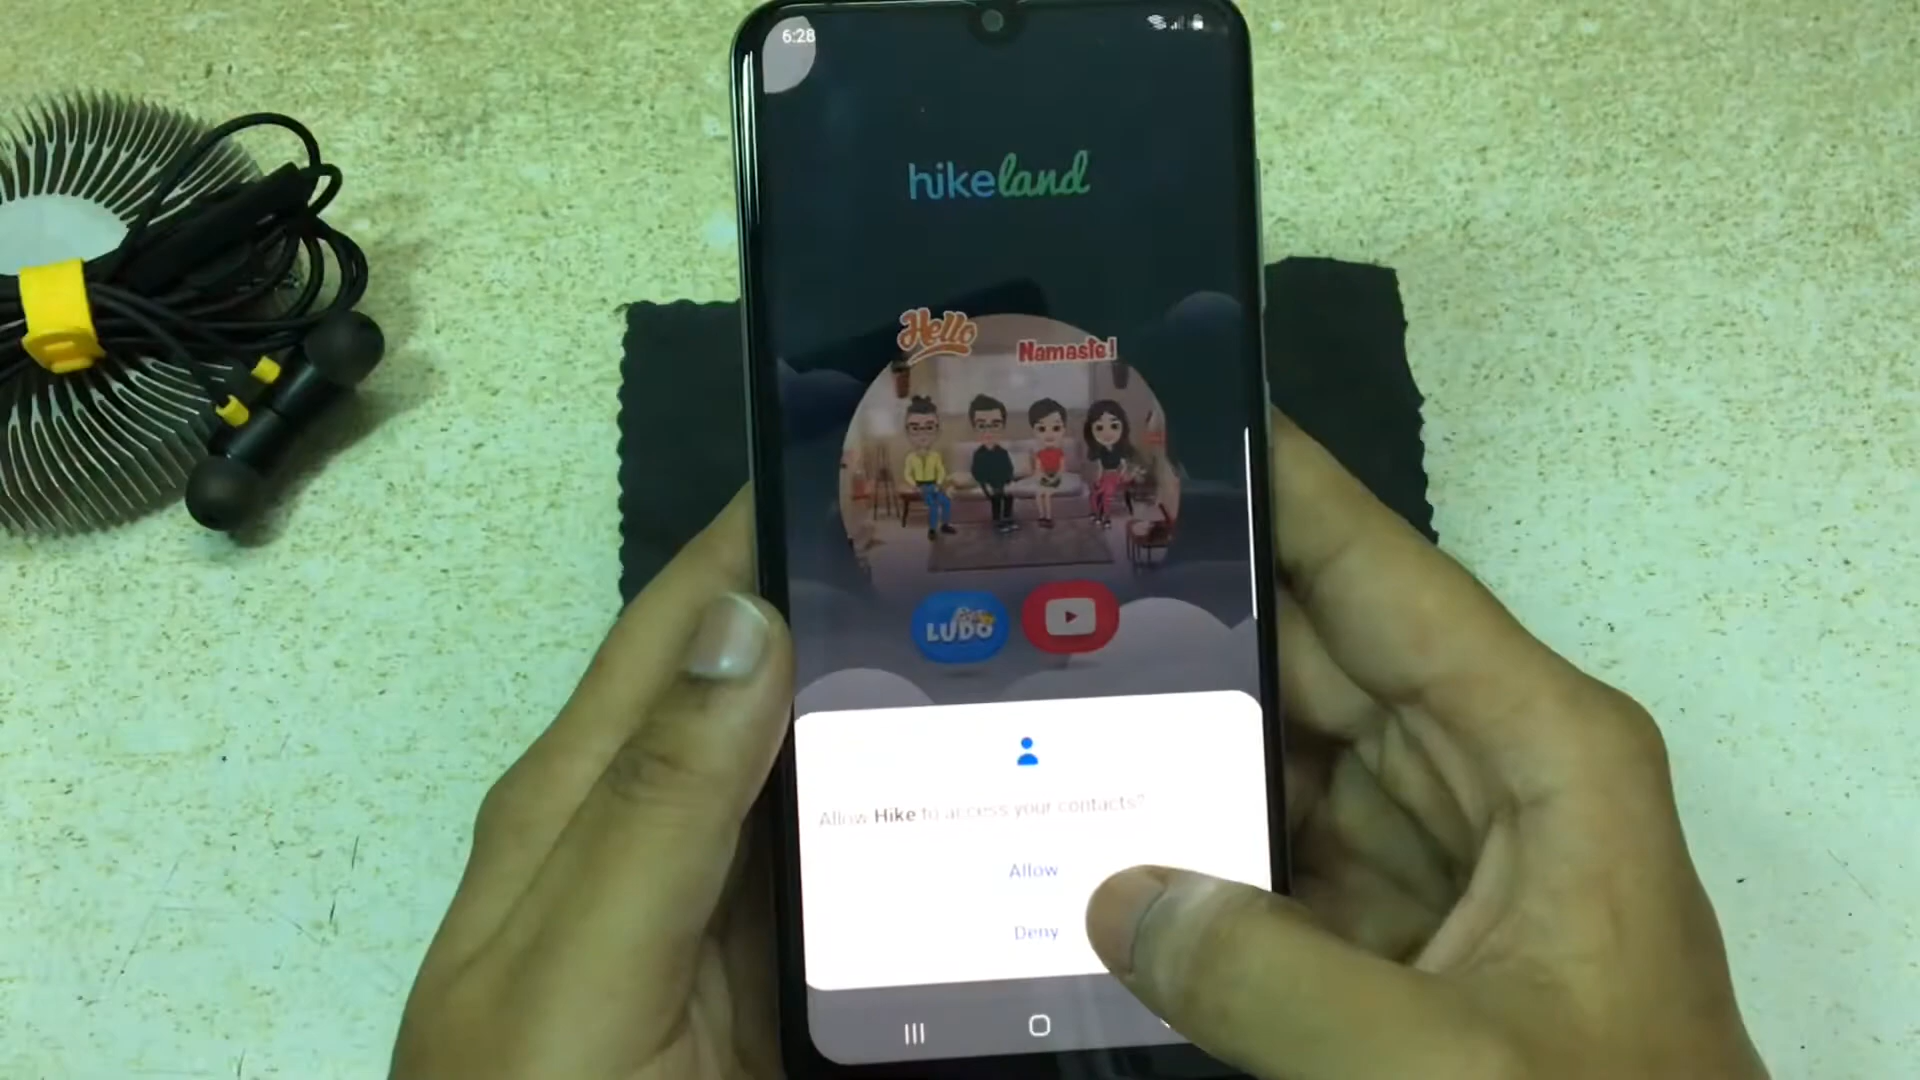 6:28
hikeland
Hello
Namaste!
LUDO
Allow Hike to access your contacts?
Allow
Deny